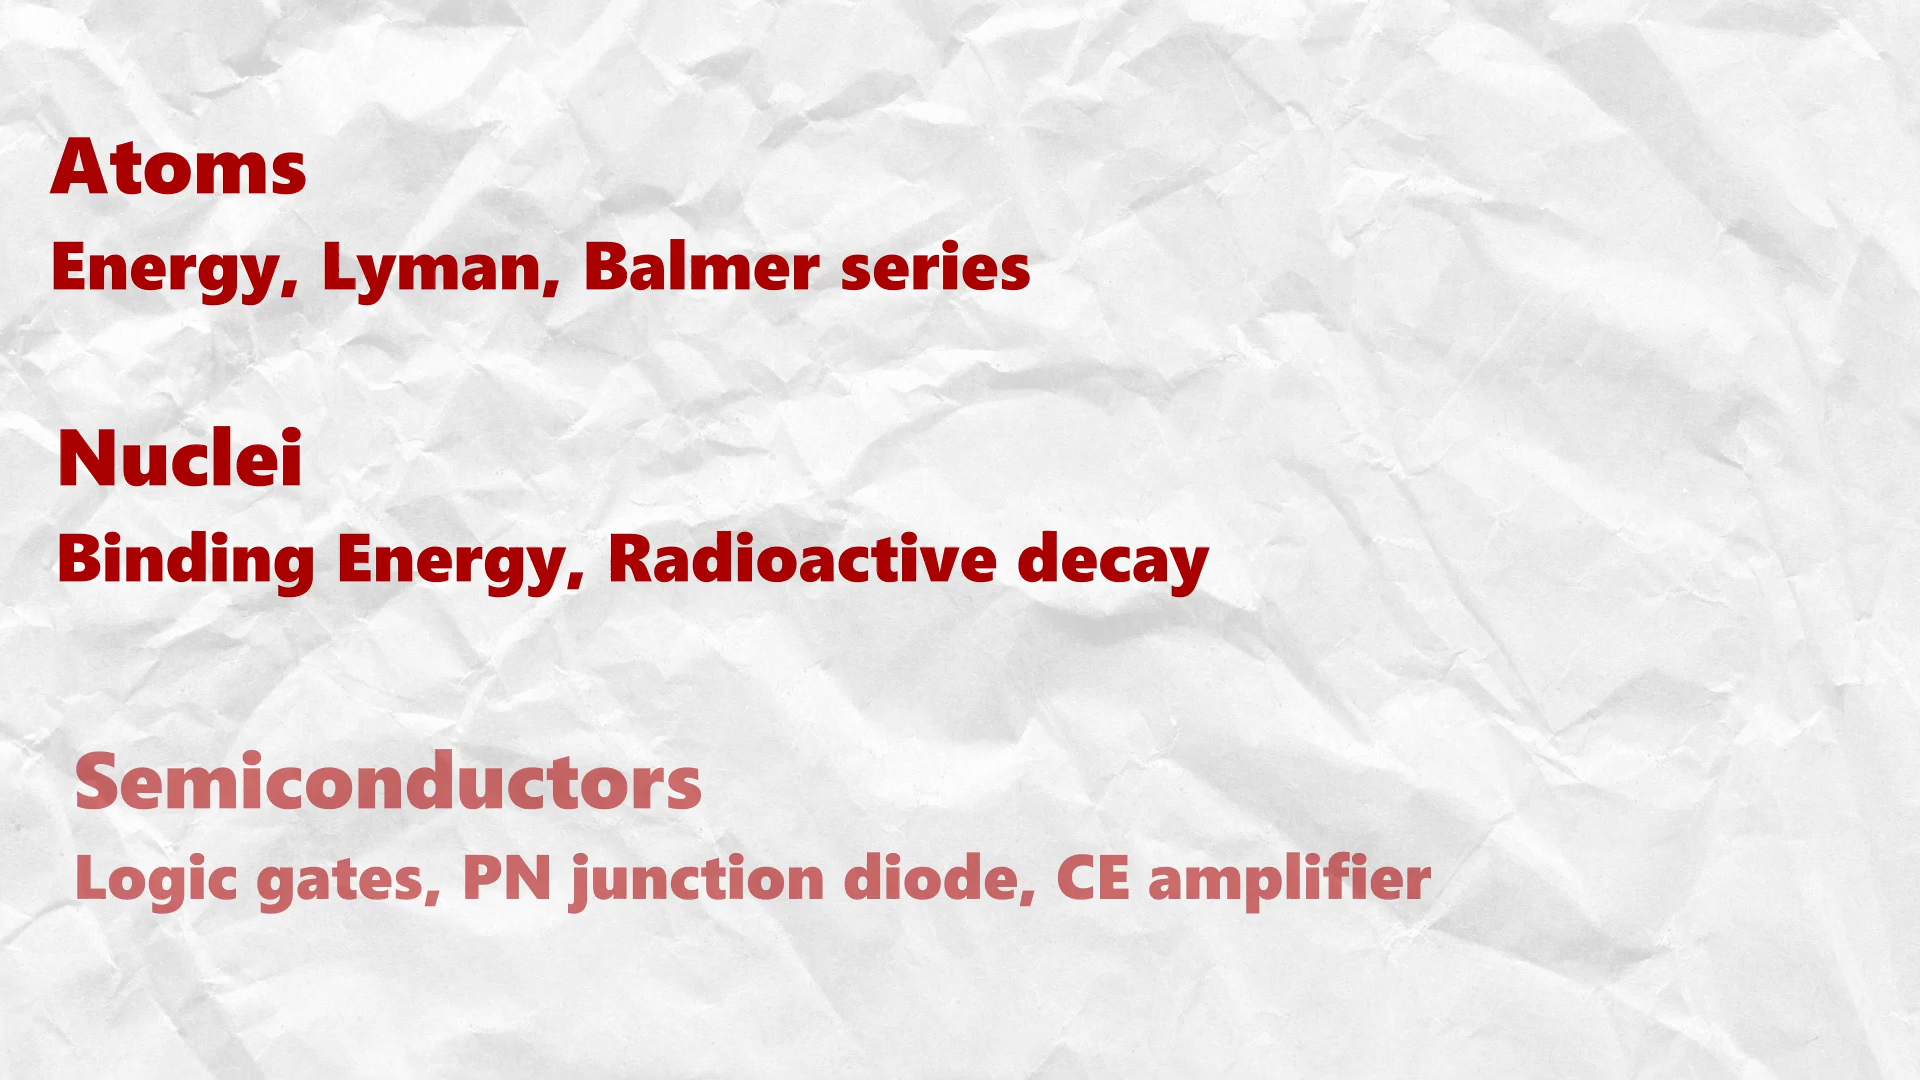 Atoms
Energy, Lyman, Balmer series
Nuclei
Binding Energy, Radioactive decay
Semiconductors
Logic gates, PN junction diode, CE amplifier